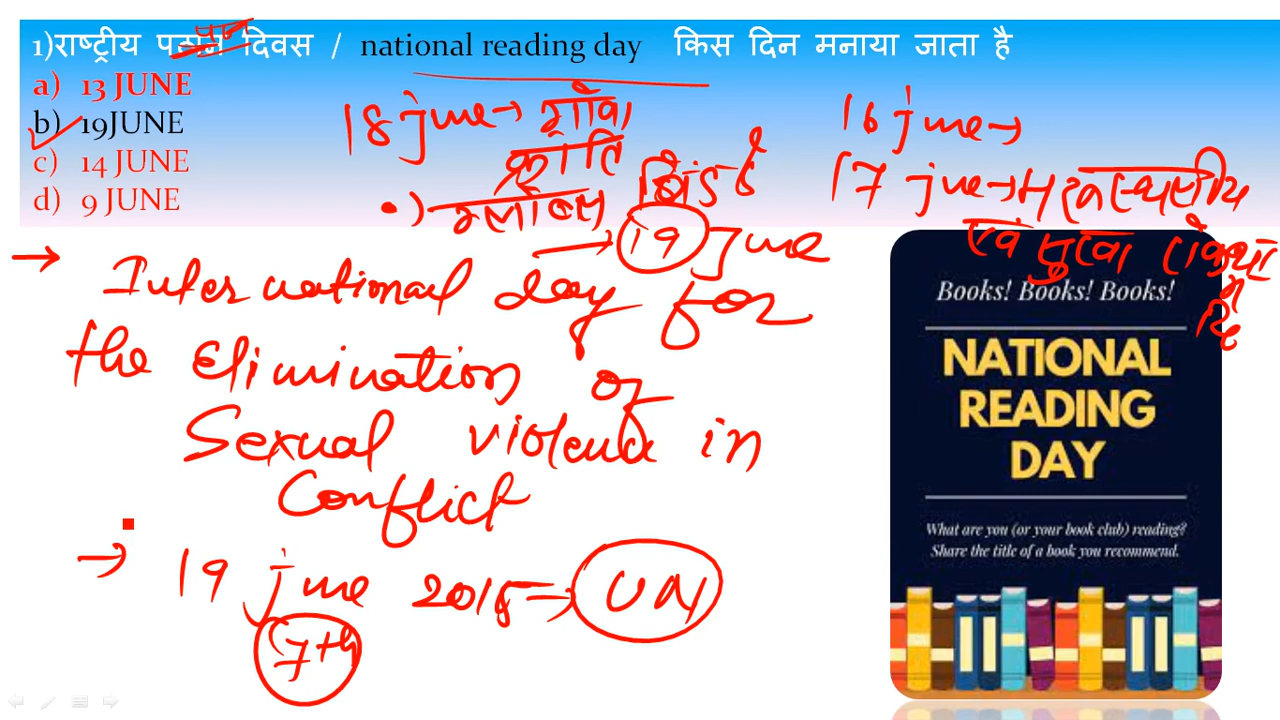 1)राष्ट्रीय पठान दिवस / national reading day किस दिन मनाया जाता है
पठन
a) 13 JUNE
b) 19JUNE
c) 14 JUNE
d) 9 JUNE
18 june → गोवा
क्रांति
•) स्नोडस
16 june →
17 june → मरुस्थलीय
एवं सुखा
→ 19 June
→ International day for
the Elimination of
Sexual violence in
Conflict
→ 19 june 2015 → UN
7th
Books! Books! Books!
NATIONAL
READING
DAY
What are you (or your book club) reading?
Share the title of a book you recommend.